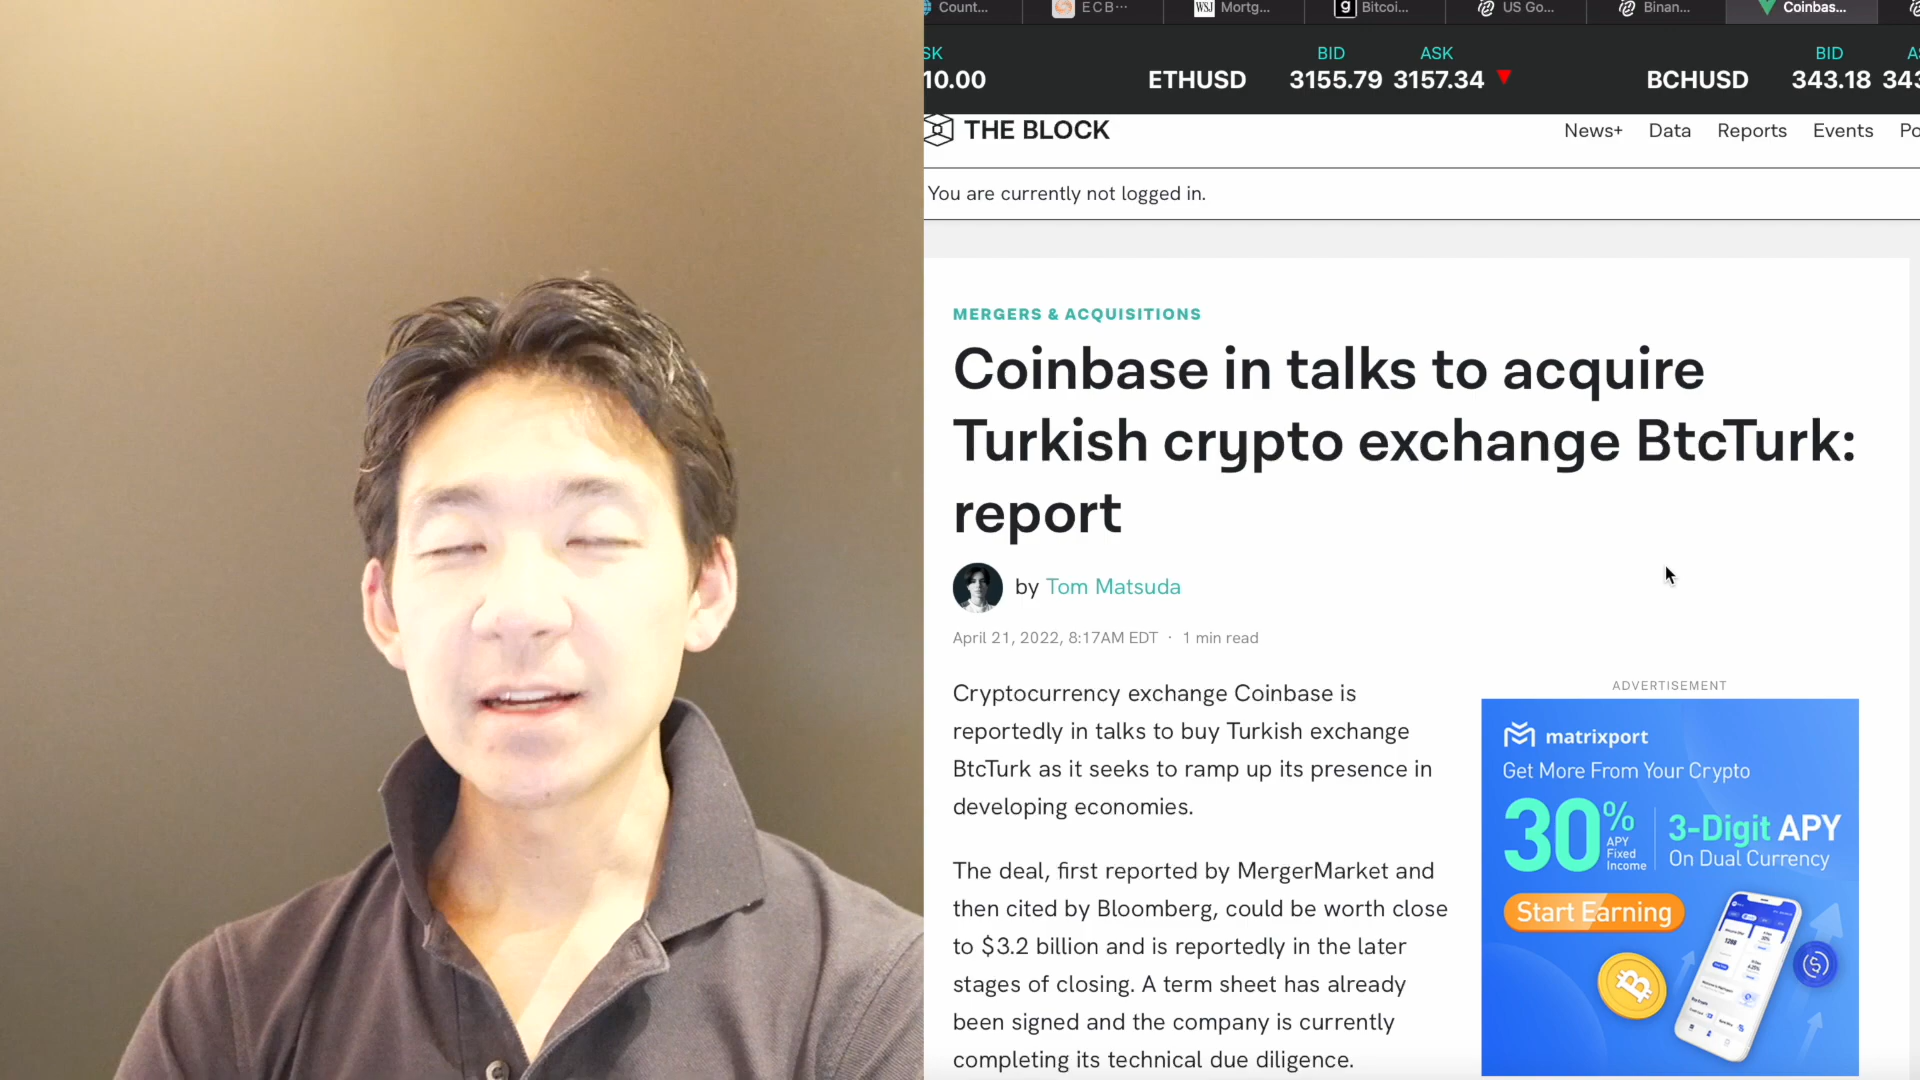 Count...
ECB...
WSJ Mortg...
g Bitcoi...
US Go...
Binan...
Coinbas...
SK
10.00
ETHUSD
BID
3155.79
ASK
3157.34
BCHUSD
BID
343.18
343
THE BLOCK
News+
Data
Reports
Events
You are currently not logged in.
MERGERS & ACQUISITIONS
Coinbase in talks to acquire
Turkish crypto exchange BtcTurk:
report
by Tom Matsuda
April 21, 2022, 8:17AM EDT · 1 min read
Cryptocurrency exchange Coinbase is
reportedly in talks to buy Turkish exchange
BtcTurk as it seeks to ramp up its presence in
developing economies.
The deal, first reported by MergerMarket and
then cited by Bloomberg, could be worth close
to $3.2 billion and is reportedly in the later
stages of closing. A term sheet has already
been signed and the company is currently
completing its technical due diligence.
ADVERTISEMENT
matrixport
Get More From Your Crypto
30%
APY
Fixed
Income
3-Digit APY
On Dual Currency
Start Earning